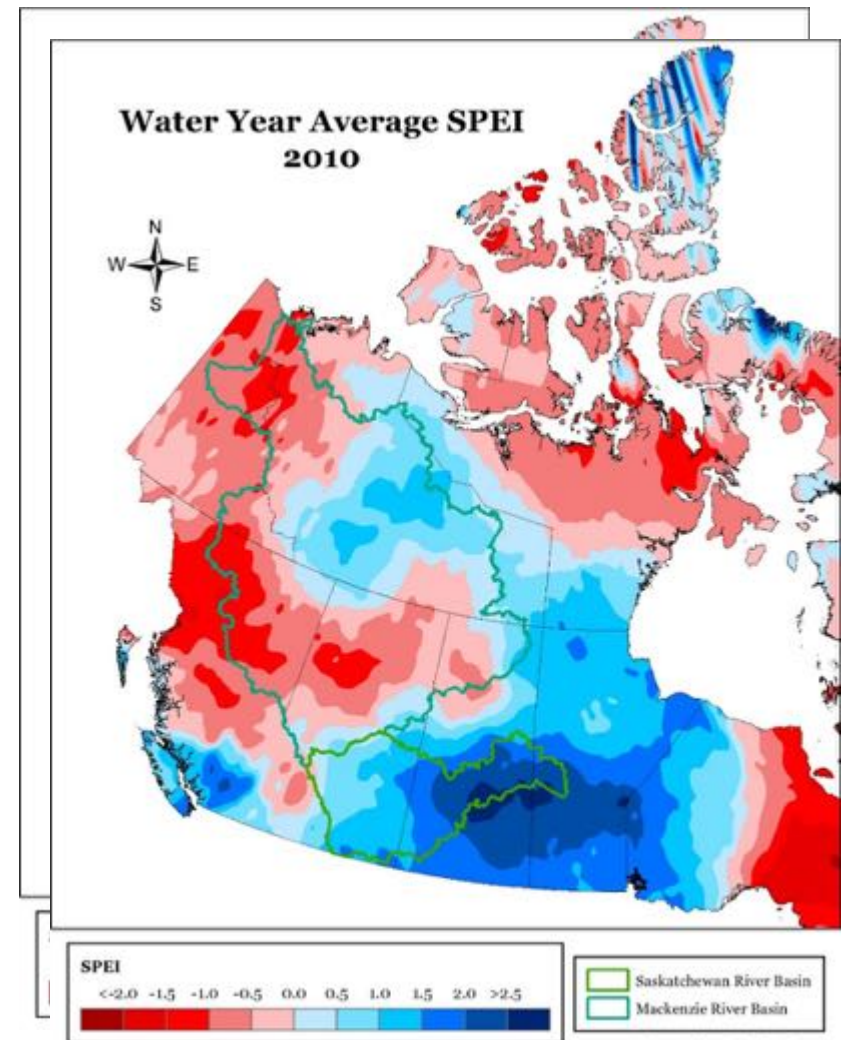 Water Year Average SPEI
2010
N
W E
S
SPEI
<-2.0 -1.5 -1.0 -0.5 0.0 0.5 1.0 1.5 2.0 >2.5
Saskatchewan River Basin
Mackenzie River Basin